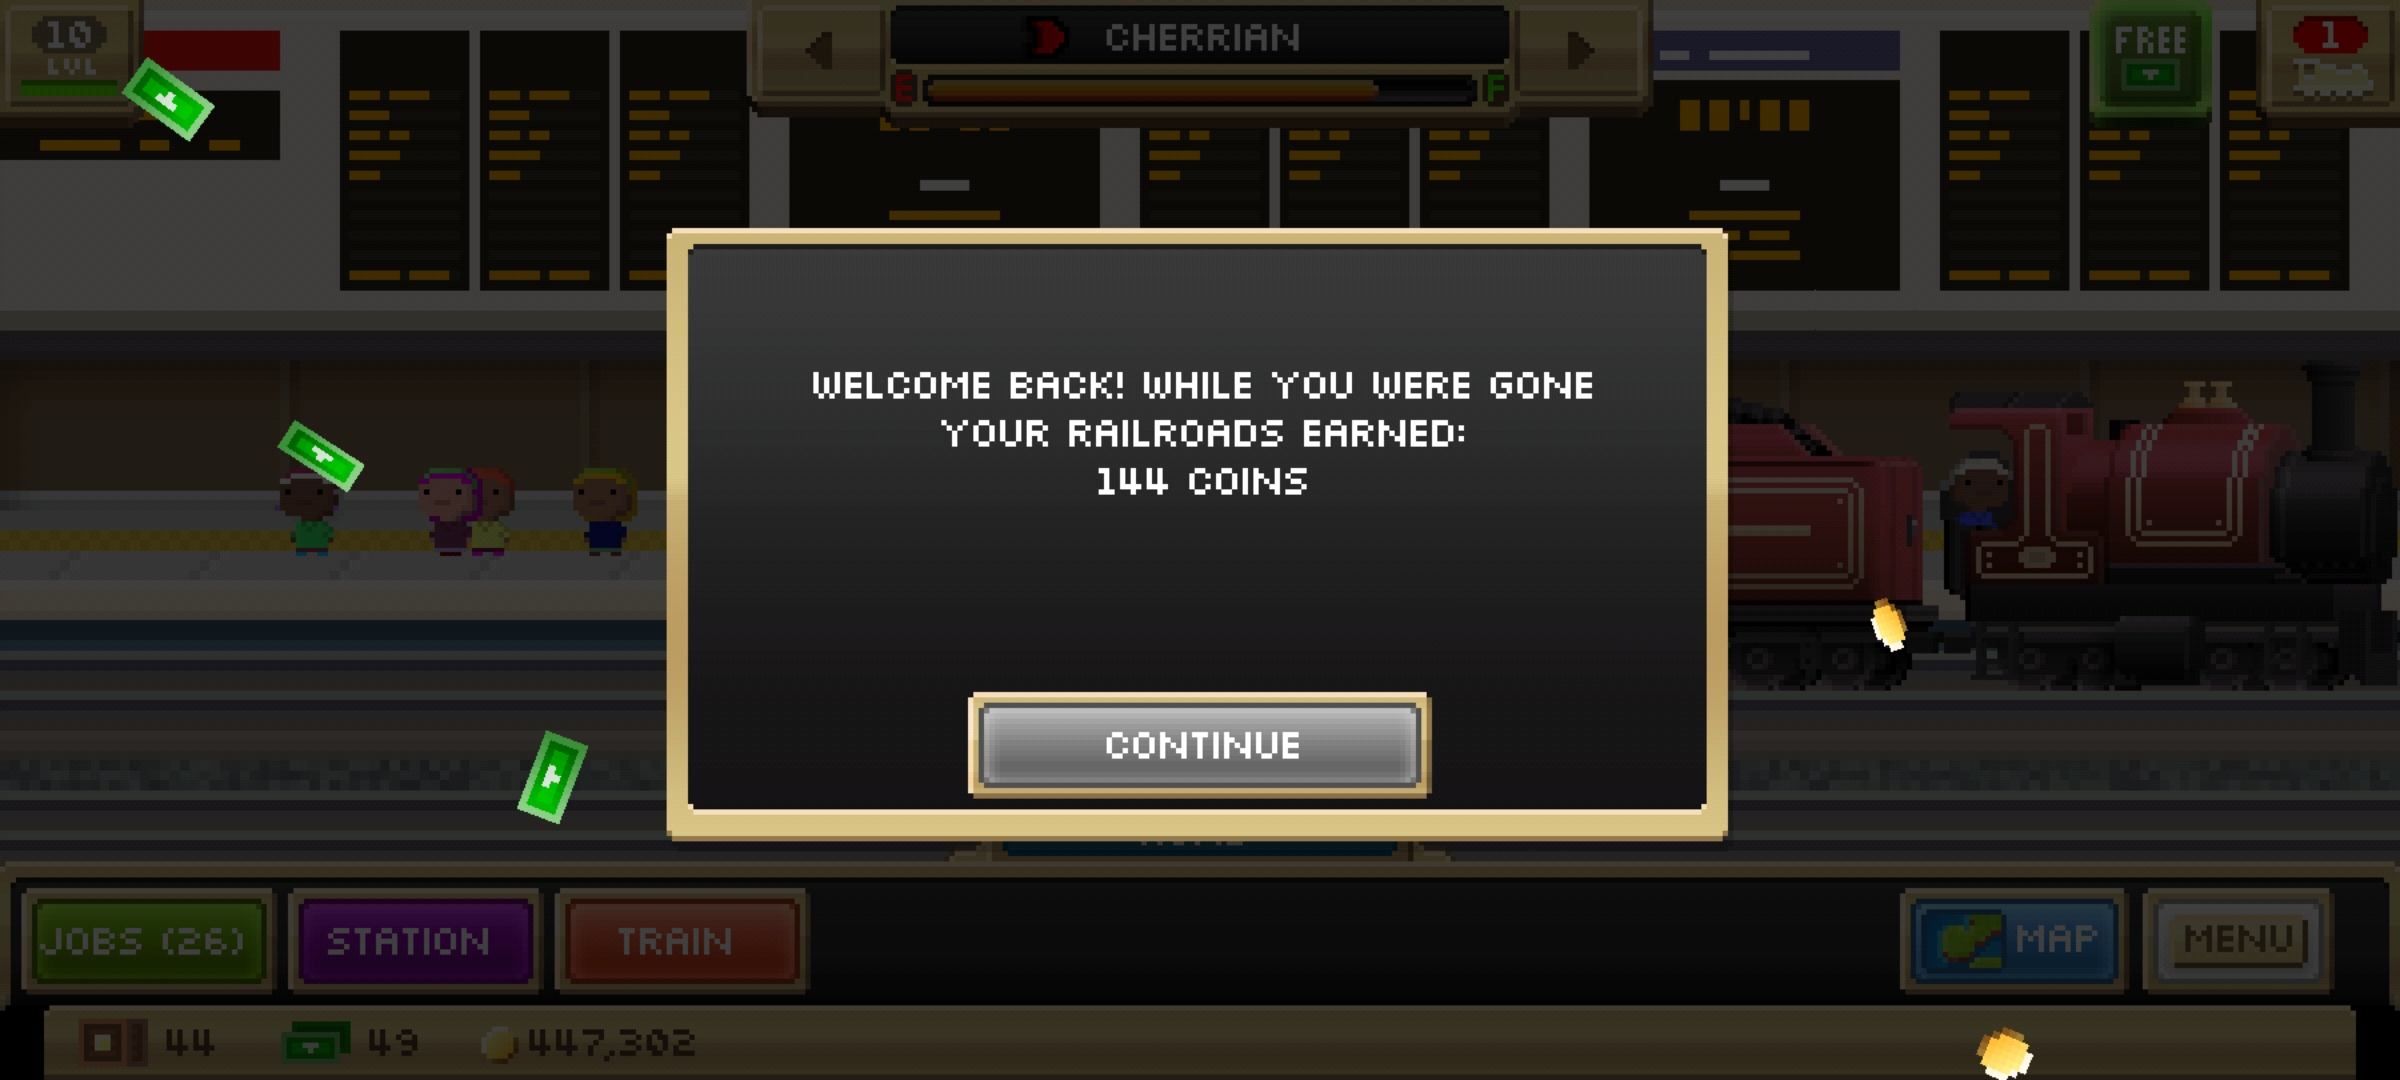 10
LVL
CHERRIAN
E
F
FREE
1
WELCOME BACK! WHILE YOU WERE GONE
YOUR RAILROADS EARNED:
144 COINS
CONTINUE
JOBS (26)
STATION
TRAIN
MAP
MENU
44
49
447,302